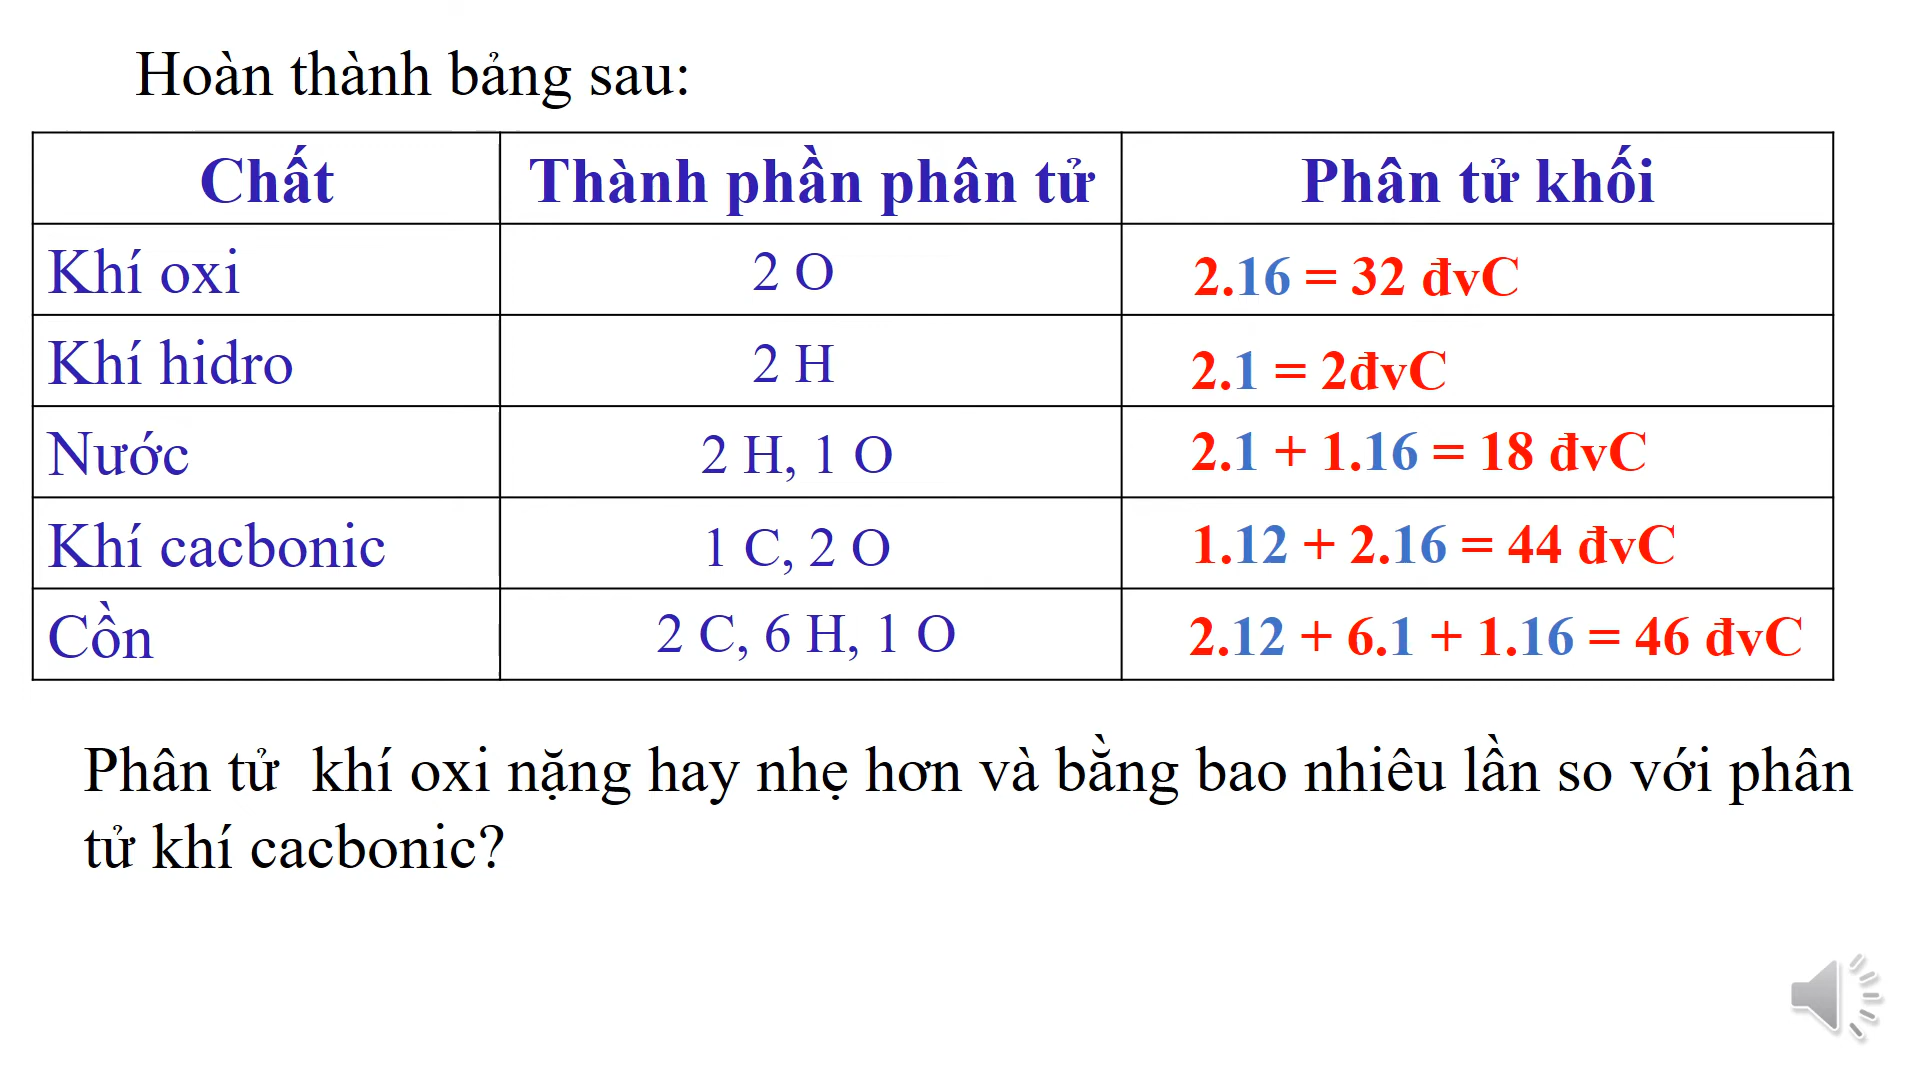 Hoàn thành bảng sau:
Chất Thành phần phân tử Phân tử khối
Khí oxi 2 O 2.16 = 32 đvC
Khí hidro 2 H 2.1 = 2đvC
Nước 2 H, 1 O 2.1 + 1.16 = 18 đvC
Khí cacbonic 1 C, 2 O 1.12 + 2.16 = 44 đvC
Cồn 2 C, 6 H, 1 O 2.12 + 6.1 + 1.16 = 46 đvC
Phân tử khí oxi nặng hay nhẹ hơn và bằng bao nhiêu lần so với phân
tử khí cacbonic?